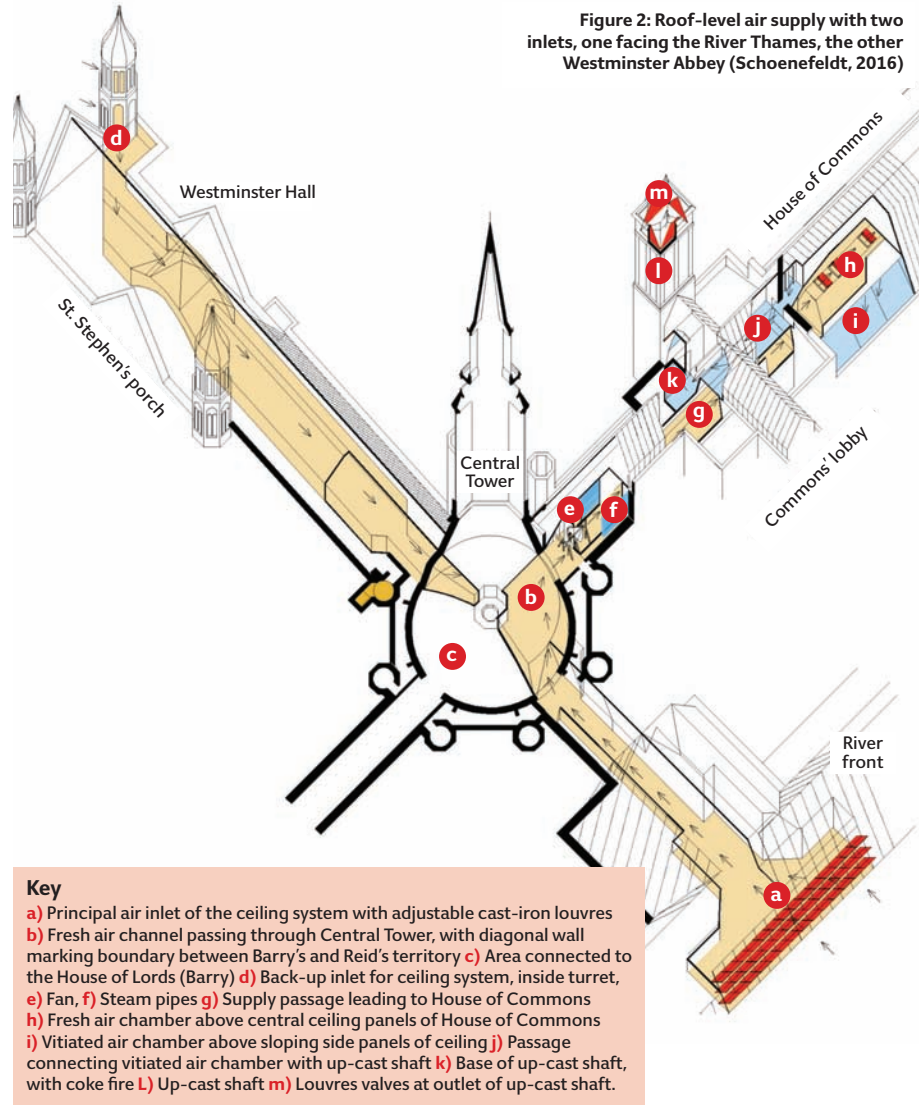 Figure 2: Roof-level air supply with two
inlets, one facing the River Thames, the other
Westminster Abbey (Schoenefeldt, 2016)
d
Westminster Hall
St. Stephen's porch
House of Commons
m
l
h
i
j
k
g
Commons' lobby
Central
Tower
e
f
b
c
River
front
a
Key
a) Principal air inlet of the ceiling system with adjustable cast-iron louvres
b) Fresh air channel passing through Central Tower, with diagonal wall
marking boundary between Barry's and Reid's territory c) Area connected to
the House of Lords (Barry) d) Back-up inlet for ceiling system, inside turret,
e) Fan, f) Steam pipes g) Supply passage leading to House of Commons
h) Fresh air chamber above central ceiling panels of House of Commons
i) Vitiated air chamber above sloping side panels of ceiling j) Passage
connecting vitiated air chamber with up-cast shaft k) Base of up-cast shaft,
with coke fire L) Up-cast shaft m) Louvres valves at outlet of up-cast shaft.